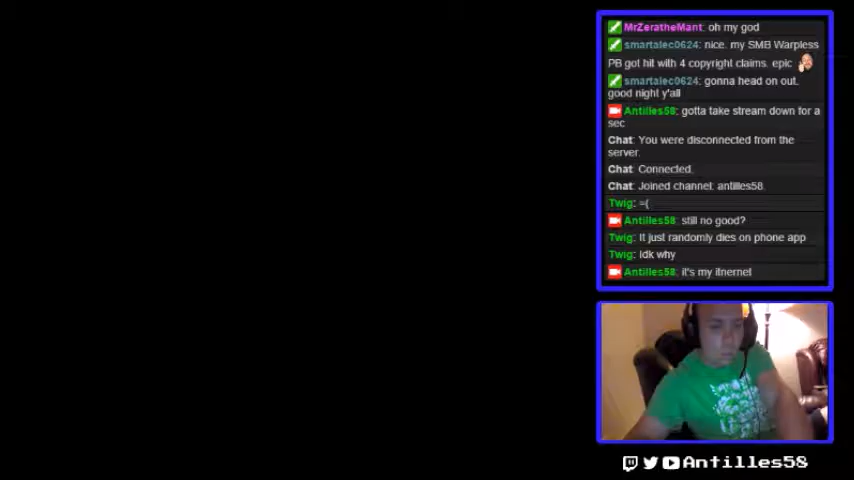 MrZeratheMant: oh my god
smartalec0624: nice. my SMB Warpless
PB got hit with 4 copyright claims. epic
smartalec0624: gonna head on out.
good night y'all
Antilles58: gotta take stream down for a
sec
Chat: You were disconnected from the
server.
Chat: Connected.
Chat: Joined channel: antilles58.
Twig: =(
Antilles58: still no good?
Twig: It just randomly dies on phone app
Twig: Idk why
Antilles58: it's my itnernel
Antilles58